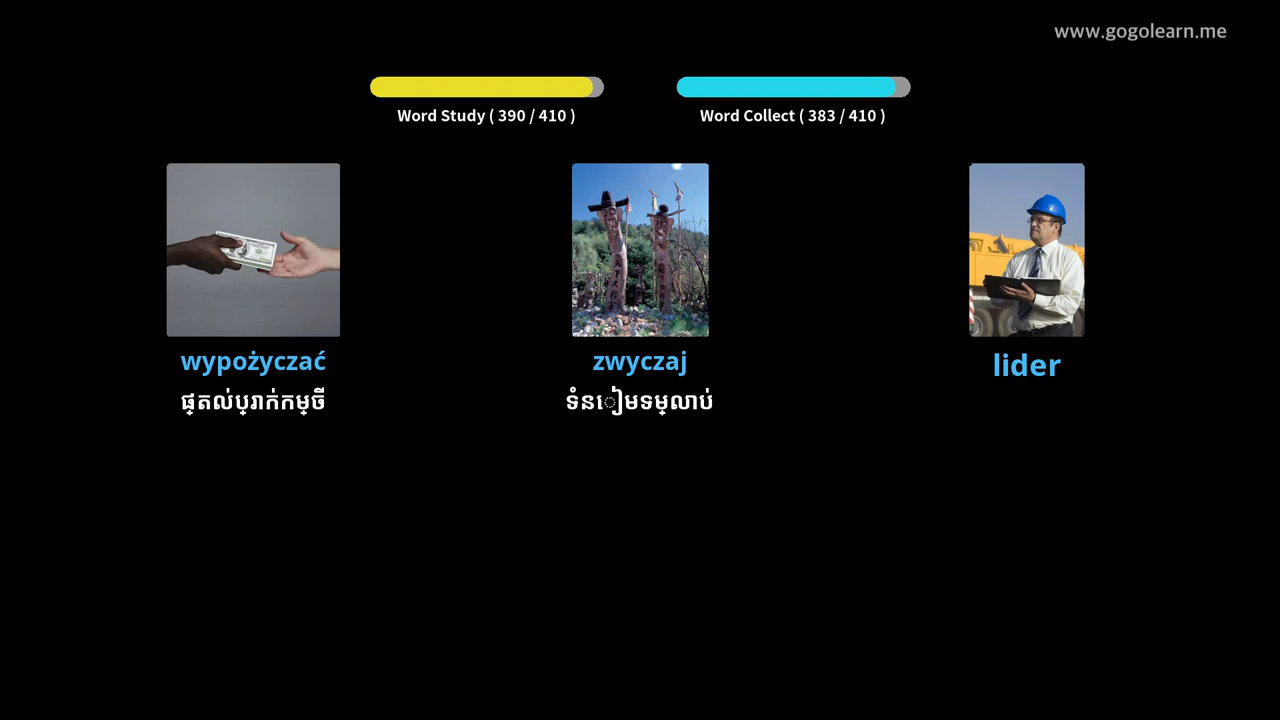 www.gogolearn.me
Word Study ( 390 / 410 )
Word Collect ( 383 / 410 )
wypożyczać
zwyczaj
lider
ផ្តល់ប្រាក់កម្ចី
ទំនៀមទម្លាប់